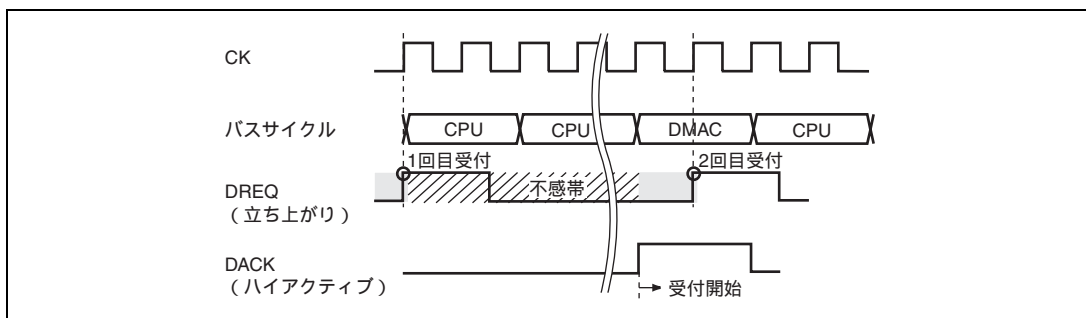 CK
バスサイクル
CPU
CPU
DMAC
CPU
1回目受付
2回目受付
DREQ
（立ち上がり）
不感帯
DACK
（ハイアクティブ）
受付開始